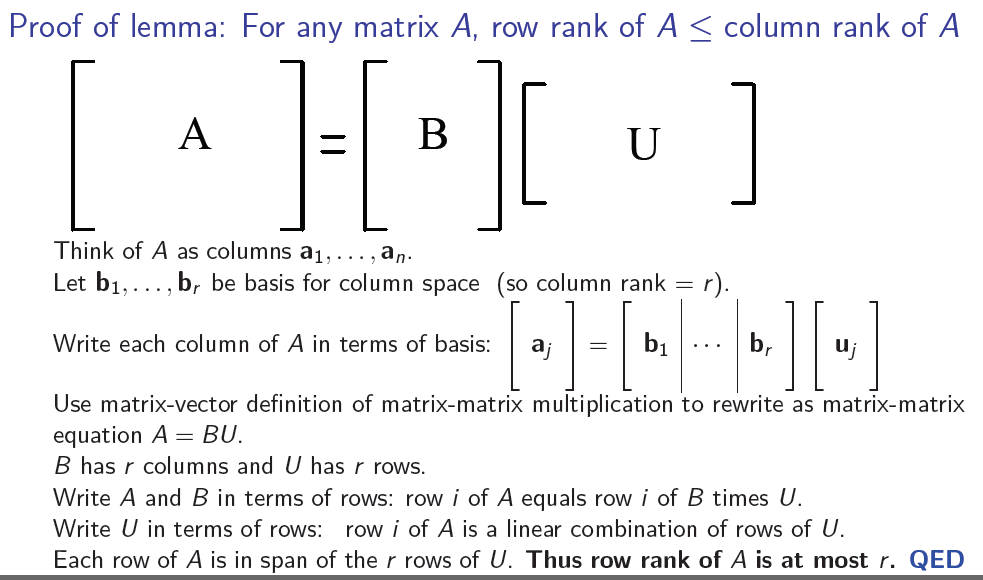 Proof of lemma: For any matrix A, row rank of A ≤ column rank of A
A = B U
Think of A as columns a₁, . . . , aₙ.
Let b₁, . . . , bᵣ be basis for column space (so column rank = r).
Write each column of A in terms of basis: [ aⱼ ] = [ b₁ | ··· | bᵣ ] [ uⱼ ]
Use matrix-vector definition of matrix-matrix multiplication to rewrite as matrix-matrix
equation A = BU.
B has r columns and U has r rows.
Write A and B in terms of rows: row i of A equals row i of B times U.
Write U in terms of rows: row i of A is a linear combination of rows of U.
Each row of A is in span of the r rows of U. Thus row rank of A is at most r. QED